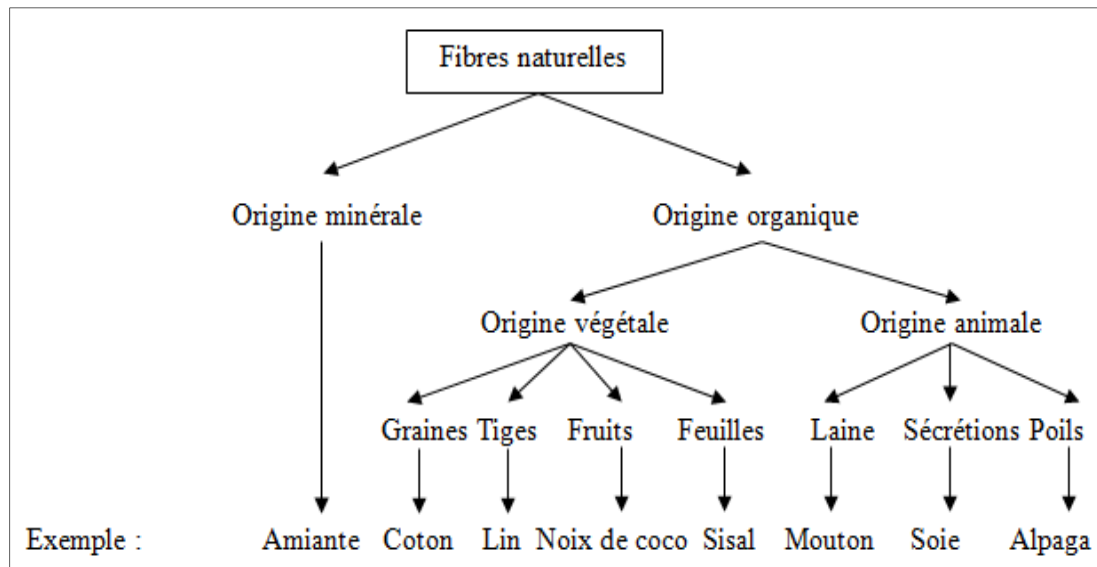 Fibres naturelles
Origine minérale Origine organique
Origine végétale Origine animale
Graines Tiges Fruits Feuilles Laine Sécrétions Poils
Exemple : Amiante Coton Lin Noix de coco Sisal Mouton Soie Alpaga